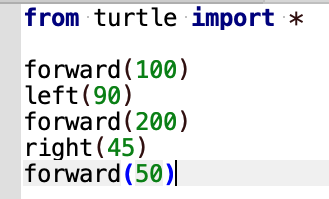 from turtle import *
forward(100)
left(90)
forward(200)
right(45)
forward(50)